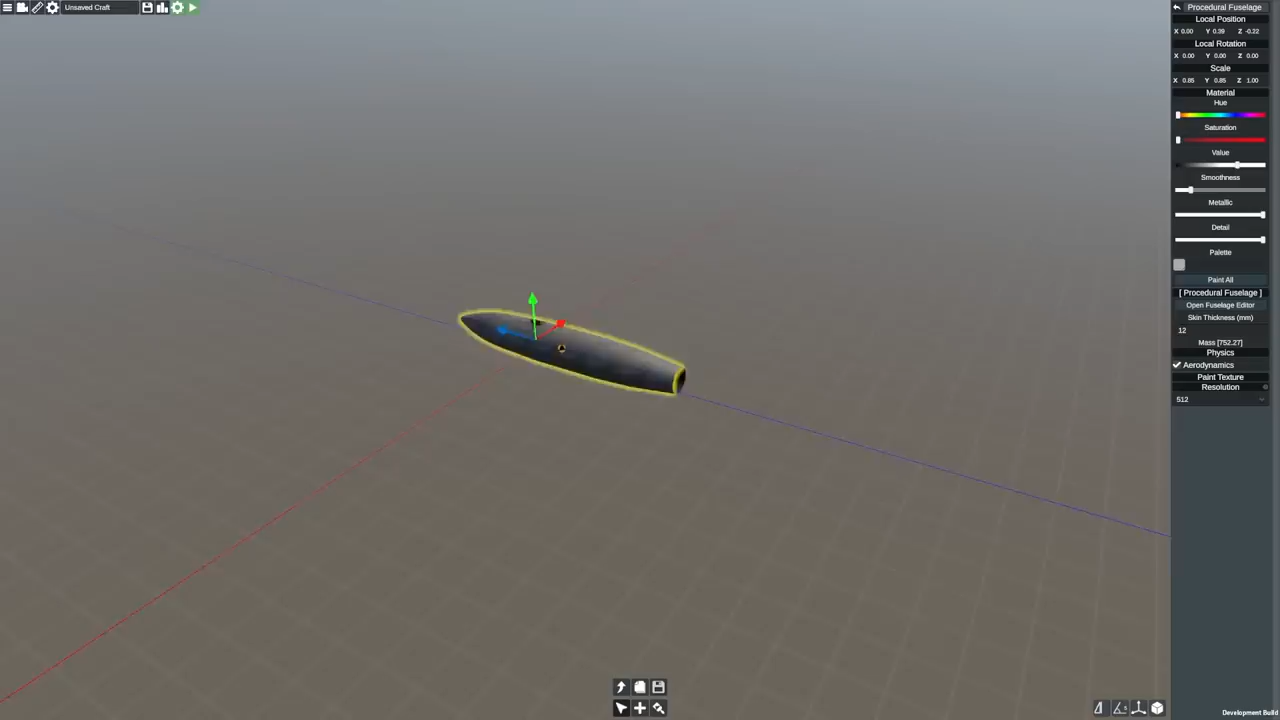 Unsaved Craft
Procedural Fuselage
Local Position
X 0.00 Y 0.39 Z -0.22
Local Rotation
X 0.00 Y 0.00 Z 0.00
Scale
X 0.85 Y 0.85 Z 1.00
Material
Hue
Saturation
Value
Smoothness
Metallic
Detail
Palette
Paint All
[ Procedural Fuselage ]
Open Fuselage Editor
Skin Thickness (mm)
12
Mass [752.27]
Physics
Aerodynamics
Paint Texture
Resolution
512
Development Build